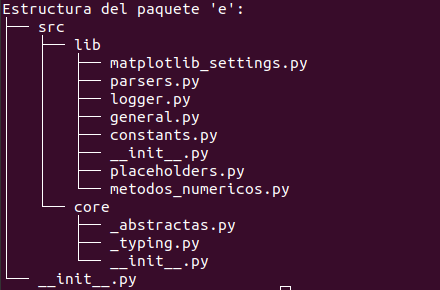 Estructura del paquete 'e':
├── src
│   ├── lib
│   │   ├── matplotlib_settings.py
│   │   ├── parsers.py
│   │   ├── logger.py
│   │   ├── general.py
│   │   ├── constants.py
│   │   ├── __init__.py
│   │   ├── placeholders.py
│   │   └── metodos_numericos.py
│   └── core
│       ├── _abstractas.py
│       ├── _typing.py
│       └── __init__.py
└── __init__.py